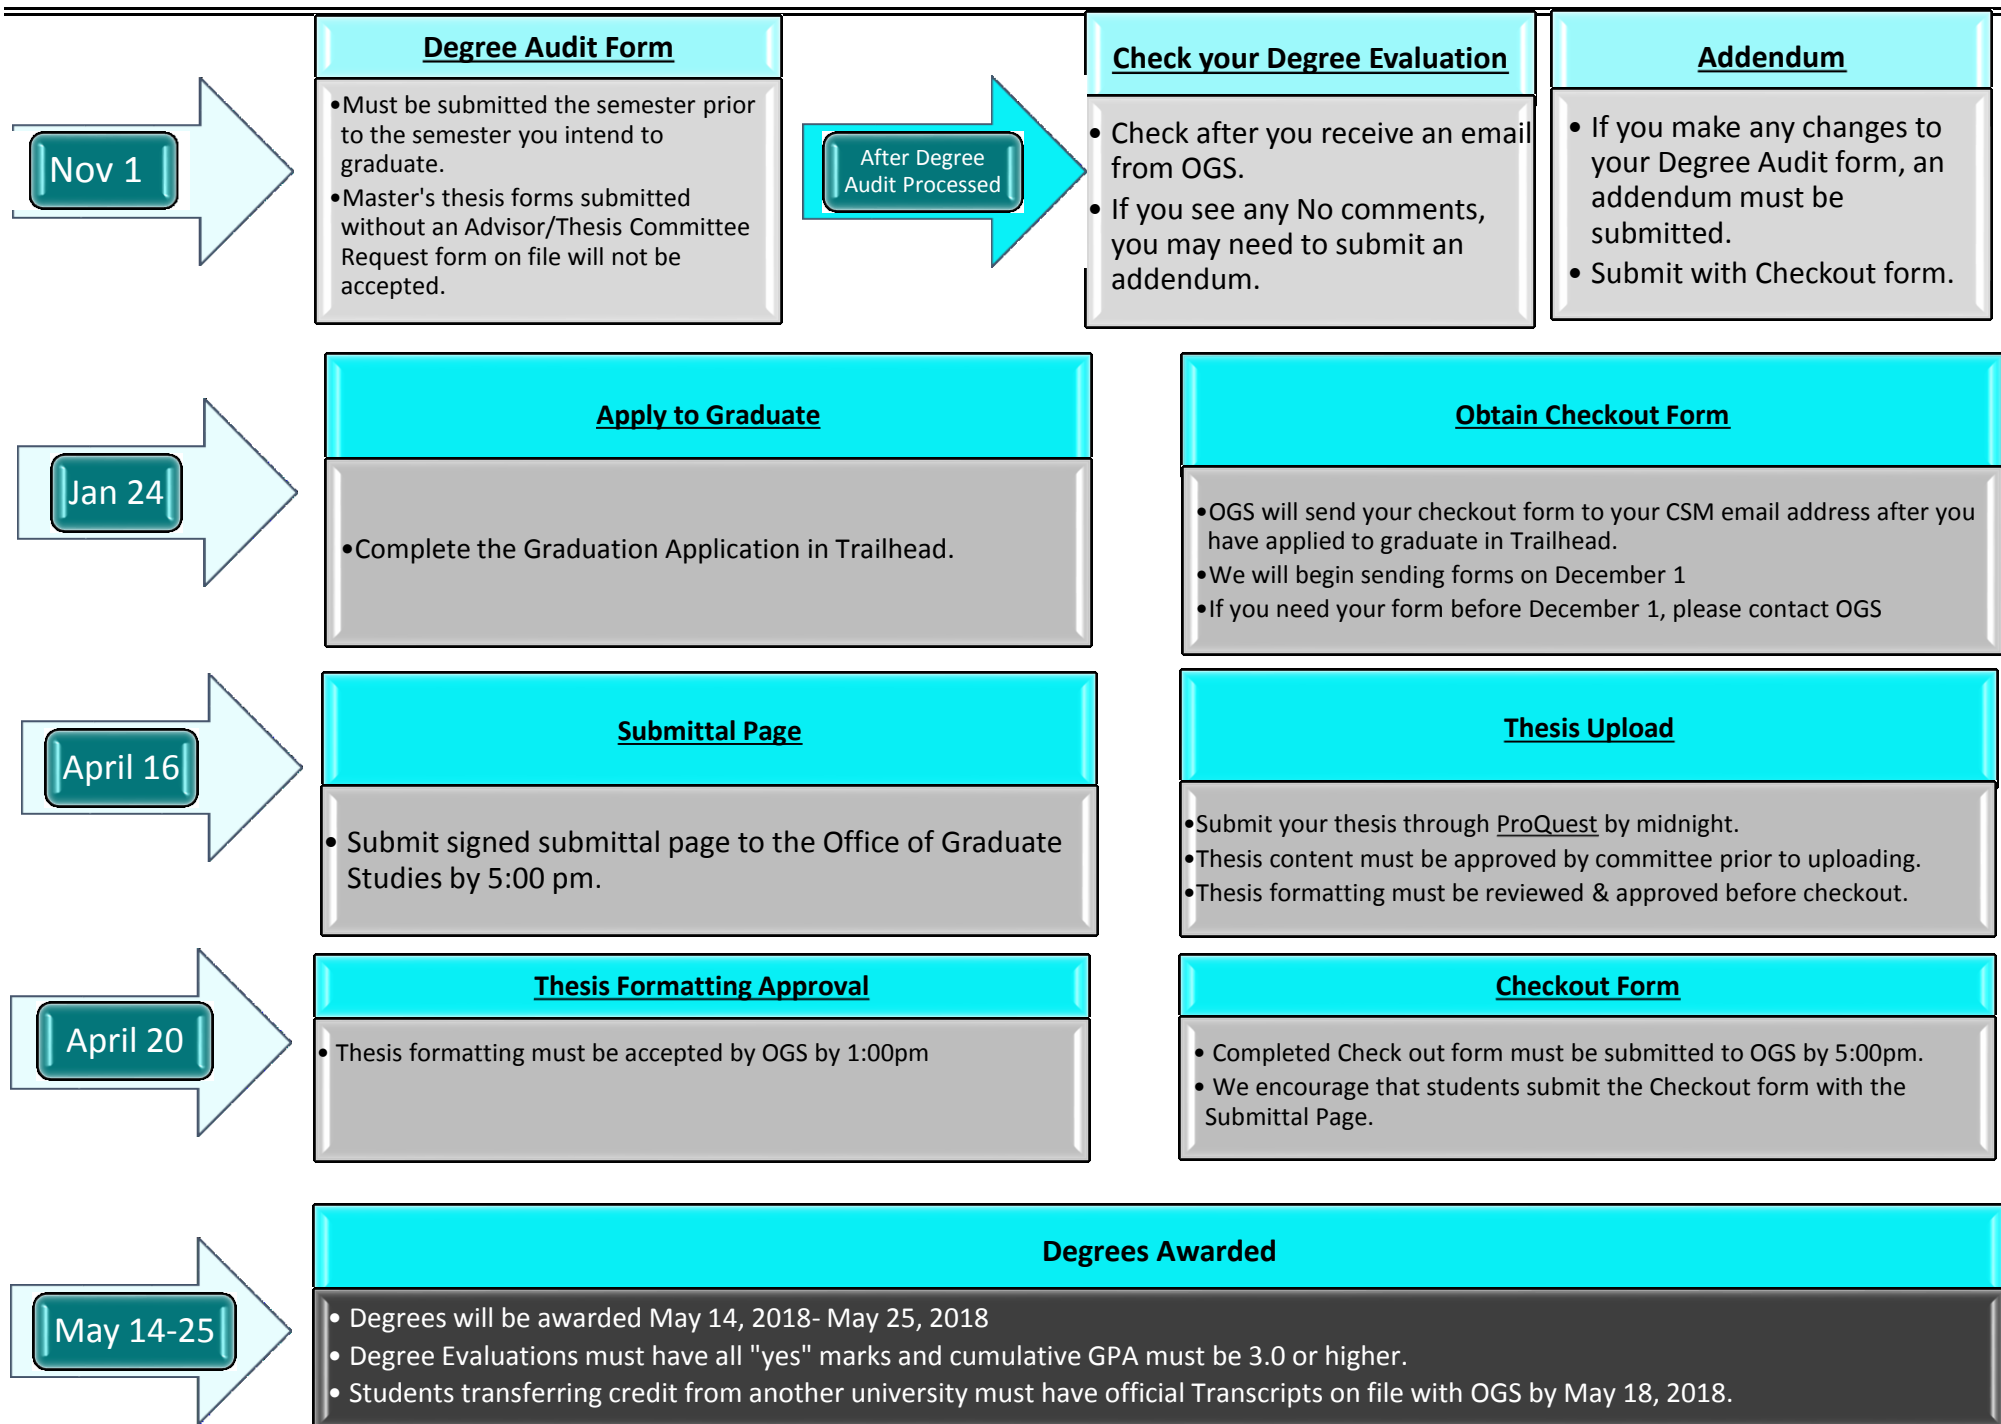 Nov 1
Degree Audit Form
•Must be submitted the semester prior
to the semester you intend to
graduate.
•Master's thesis forms submitted
without an Advisor/Thesis Committee
Request form on file will not be
accepted.
After Degree
Audit Processed
Check your Degree Evaluation
• Check after you receive an email
from OGS.
• If you see any No comments,
you may need to submit an
addendum.
Addendum
• If you make any changes to
your Degree Audit form, an
addendum must be
submitted.
• Submit with Checkout form.
Jan 24
Apply to Graduate
•Complete the Graduation Application in Trailhead.
Obtain Checkout Form
•OGS will send your checkout form to your CSM email address after you
have applied to graduate in Trailhead.
•We will begin sending forms on December 1
•If you need your form before December 1, please contact OGS
April 16
Submittal Page
• Submit signed submittal page to the Office of Graduate
Studies by 5:00 pm.
Thesis Upload
•Submit your thesis through ProQuest by midnight.
•Thesis content must be approved by committee prior to uploading.
•Thesis formatting must be reviewed & approved before checkout.
April 20
Thesis Formatting Approval
• Thesis formatting must be accepted by OGS by 1:00pm
Checkout Form
• Completed Check out form must be submitted to OGS by 5:00pm.
• We encourage that students submit the Checkout form with the
Submittal Page.
May 14-25
Degrees Awarded
• Degrees will be awarded May 14, 2018- May 25, 2018
• Degree Evaluations must have all "yes" marks and cumulative GPA must be 3.0 or higher.
• Students transferring credit from another university must have official Transcripts on file with OGS by May 18, 2018.